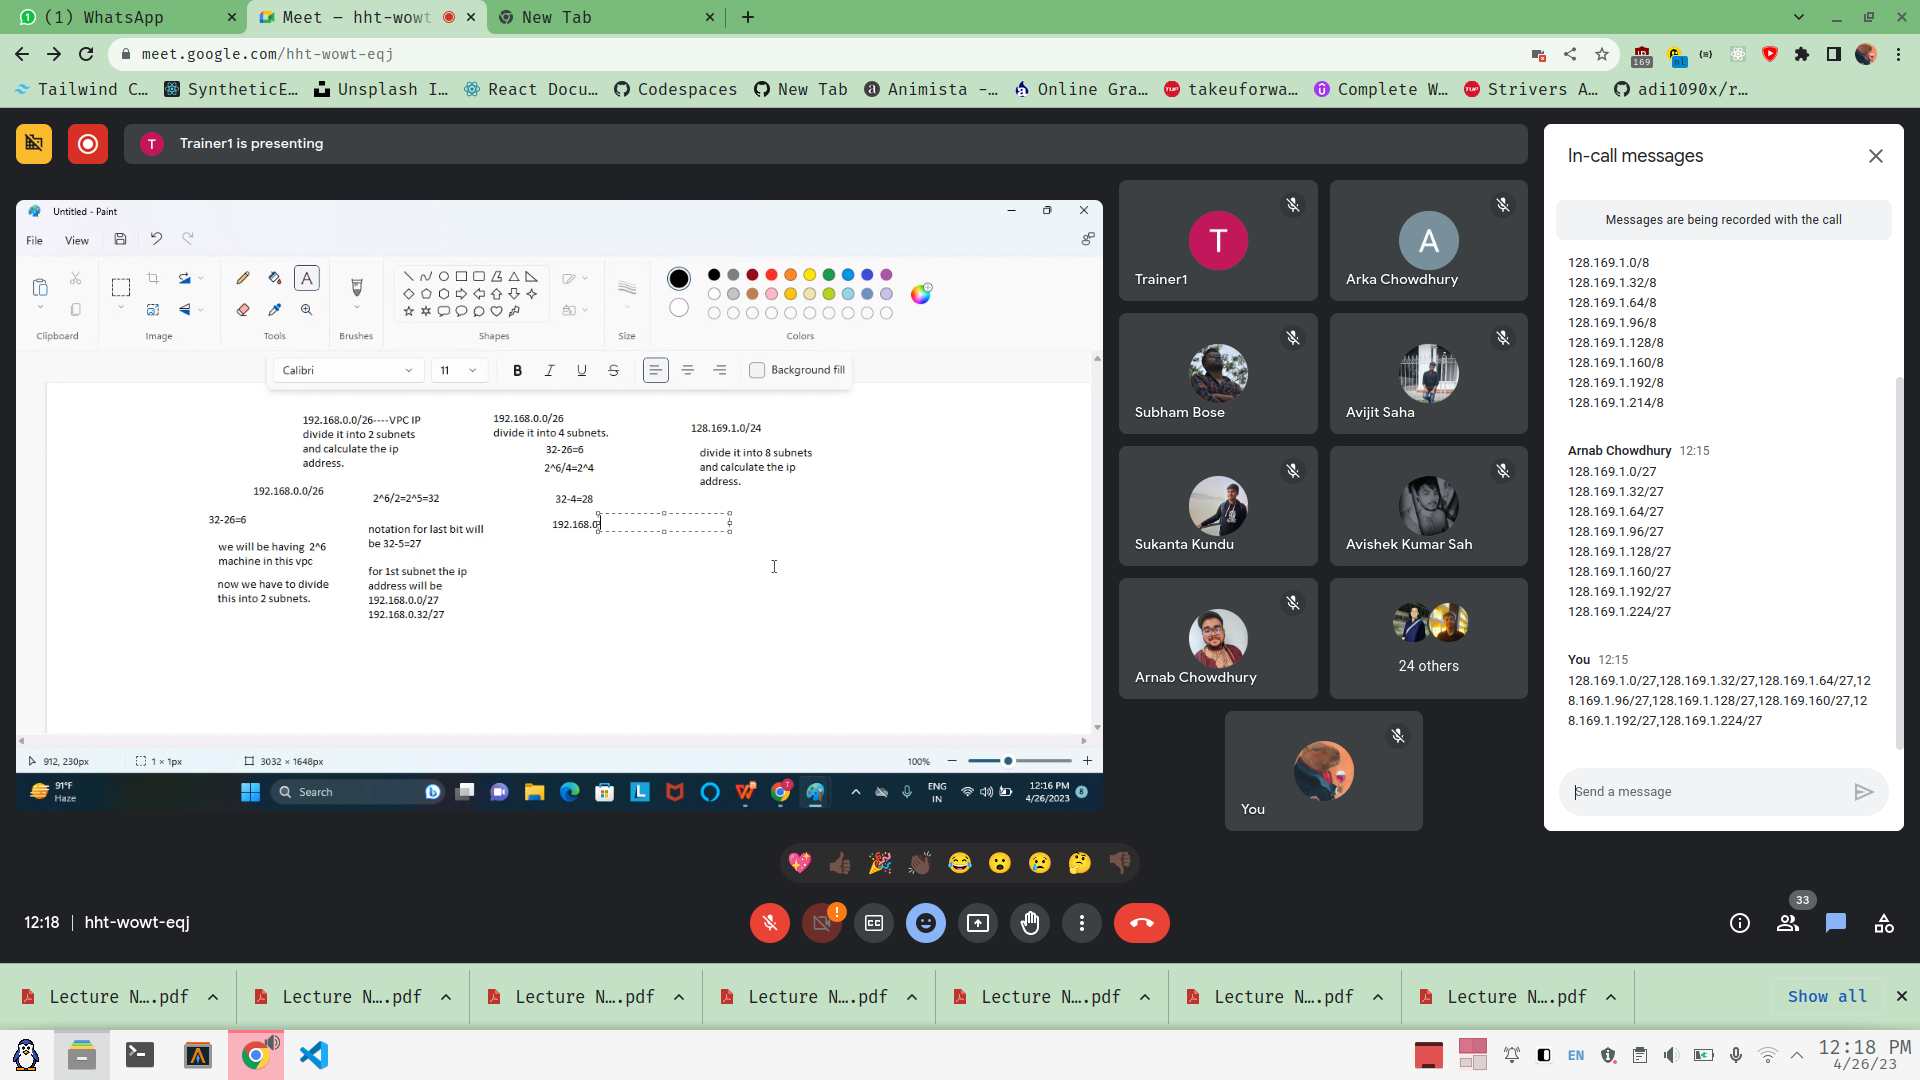 (1) WhatsApp
Meet – hht-wowt
New Tab
meet.google.com/hht-wowt-eqj
169
nl
Tailwind C…
SyntheticE…
Unsplash I…
React Docu…
Codespaces
New Tab
Animista -…
Online Gra…
takeuforwa…
Complete W…
Strivers A…
adi1090x/r…
T
Trainer1 is presenting
Untitled - Paint
File
View
Clipboard
Image
Tools
Brushes
Shapes
Size
Colors
Calibri
11
B
I
U
S
Background fill
192.168.0.0/26----VPC IP
divide it into 2 subnets
and calculate the ip
address.
192.168.0.0/26
32-26=6
we will be having 2^6
machine in this vpc
now we have to divide
this into 2 subnets.
2^6/2=2^5=32
notation for last bit will
be 32-5=27
for 1st subnet the ip
address will be
192.168.0.0/27
192.168.0.32/27
192.168.0.0/26
divide it into 4 subnets.
32-26=6
2^6/4=2^4
32-4=28
192.168.0
128.169.1.0/24
divide it into 8 subnets
and calculate the ip
address.
912, 230px
1 × 1px
3032 × 1648px
100%
91°F
Haze
Search
ENG
IN
12:16 PM
4/26/2023
8
T
Trainer1
A
Arka Chowdhury
Subham Bose
Avijit Saha
Sukanta Kundu
Avishek Kumar Sah
Arnab Chowdhury
24 others
You
In-call messages
Messages are being recorded with the call
128.169.1.0/8
128.169.1.32/8
128.169.1.64/8
128.169.1.96/8
128.169.1.128/8
128.169.1.160/8
128.169.1.192/8
128.169.1.214/8
Arnab Chowdhury 12:15
128.169.1.0/27
128.169.1.32/27
128.169.1.64/27
128.169.1.96/27
128.169.1.128/27
128.169.1.160/27
128.169.1.192/27
128.169.1.224/27
You 12:15
128.169.1.0/27,128.169.1.32/27,128.169.1.64/27,12
8.169.1.96/27,128.169.1.128/27,128.169.160/27,12
8.169.1.192/27,128.169.1.224/27
Send a message
12:18 | hht-wowt-eqj
33
Lecture N….pdf
Lecture N….pdf
Lecture N….pdf
Lecture N….pdf
Lecture N….pdf
Lecture N….pdf
Lecture N….pdf
Show all
EN
12:18 PM
4/26/23